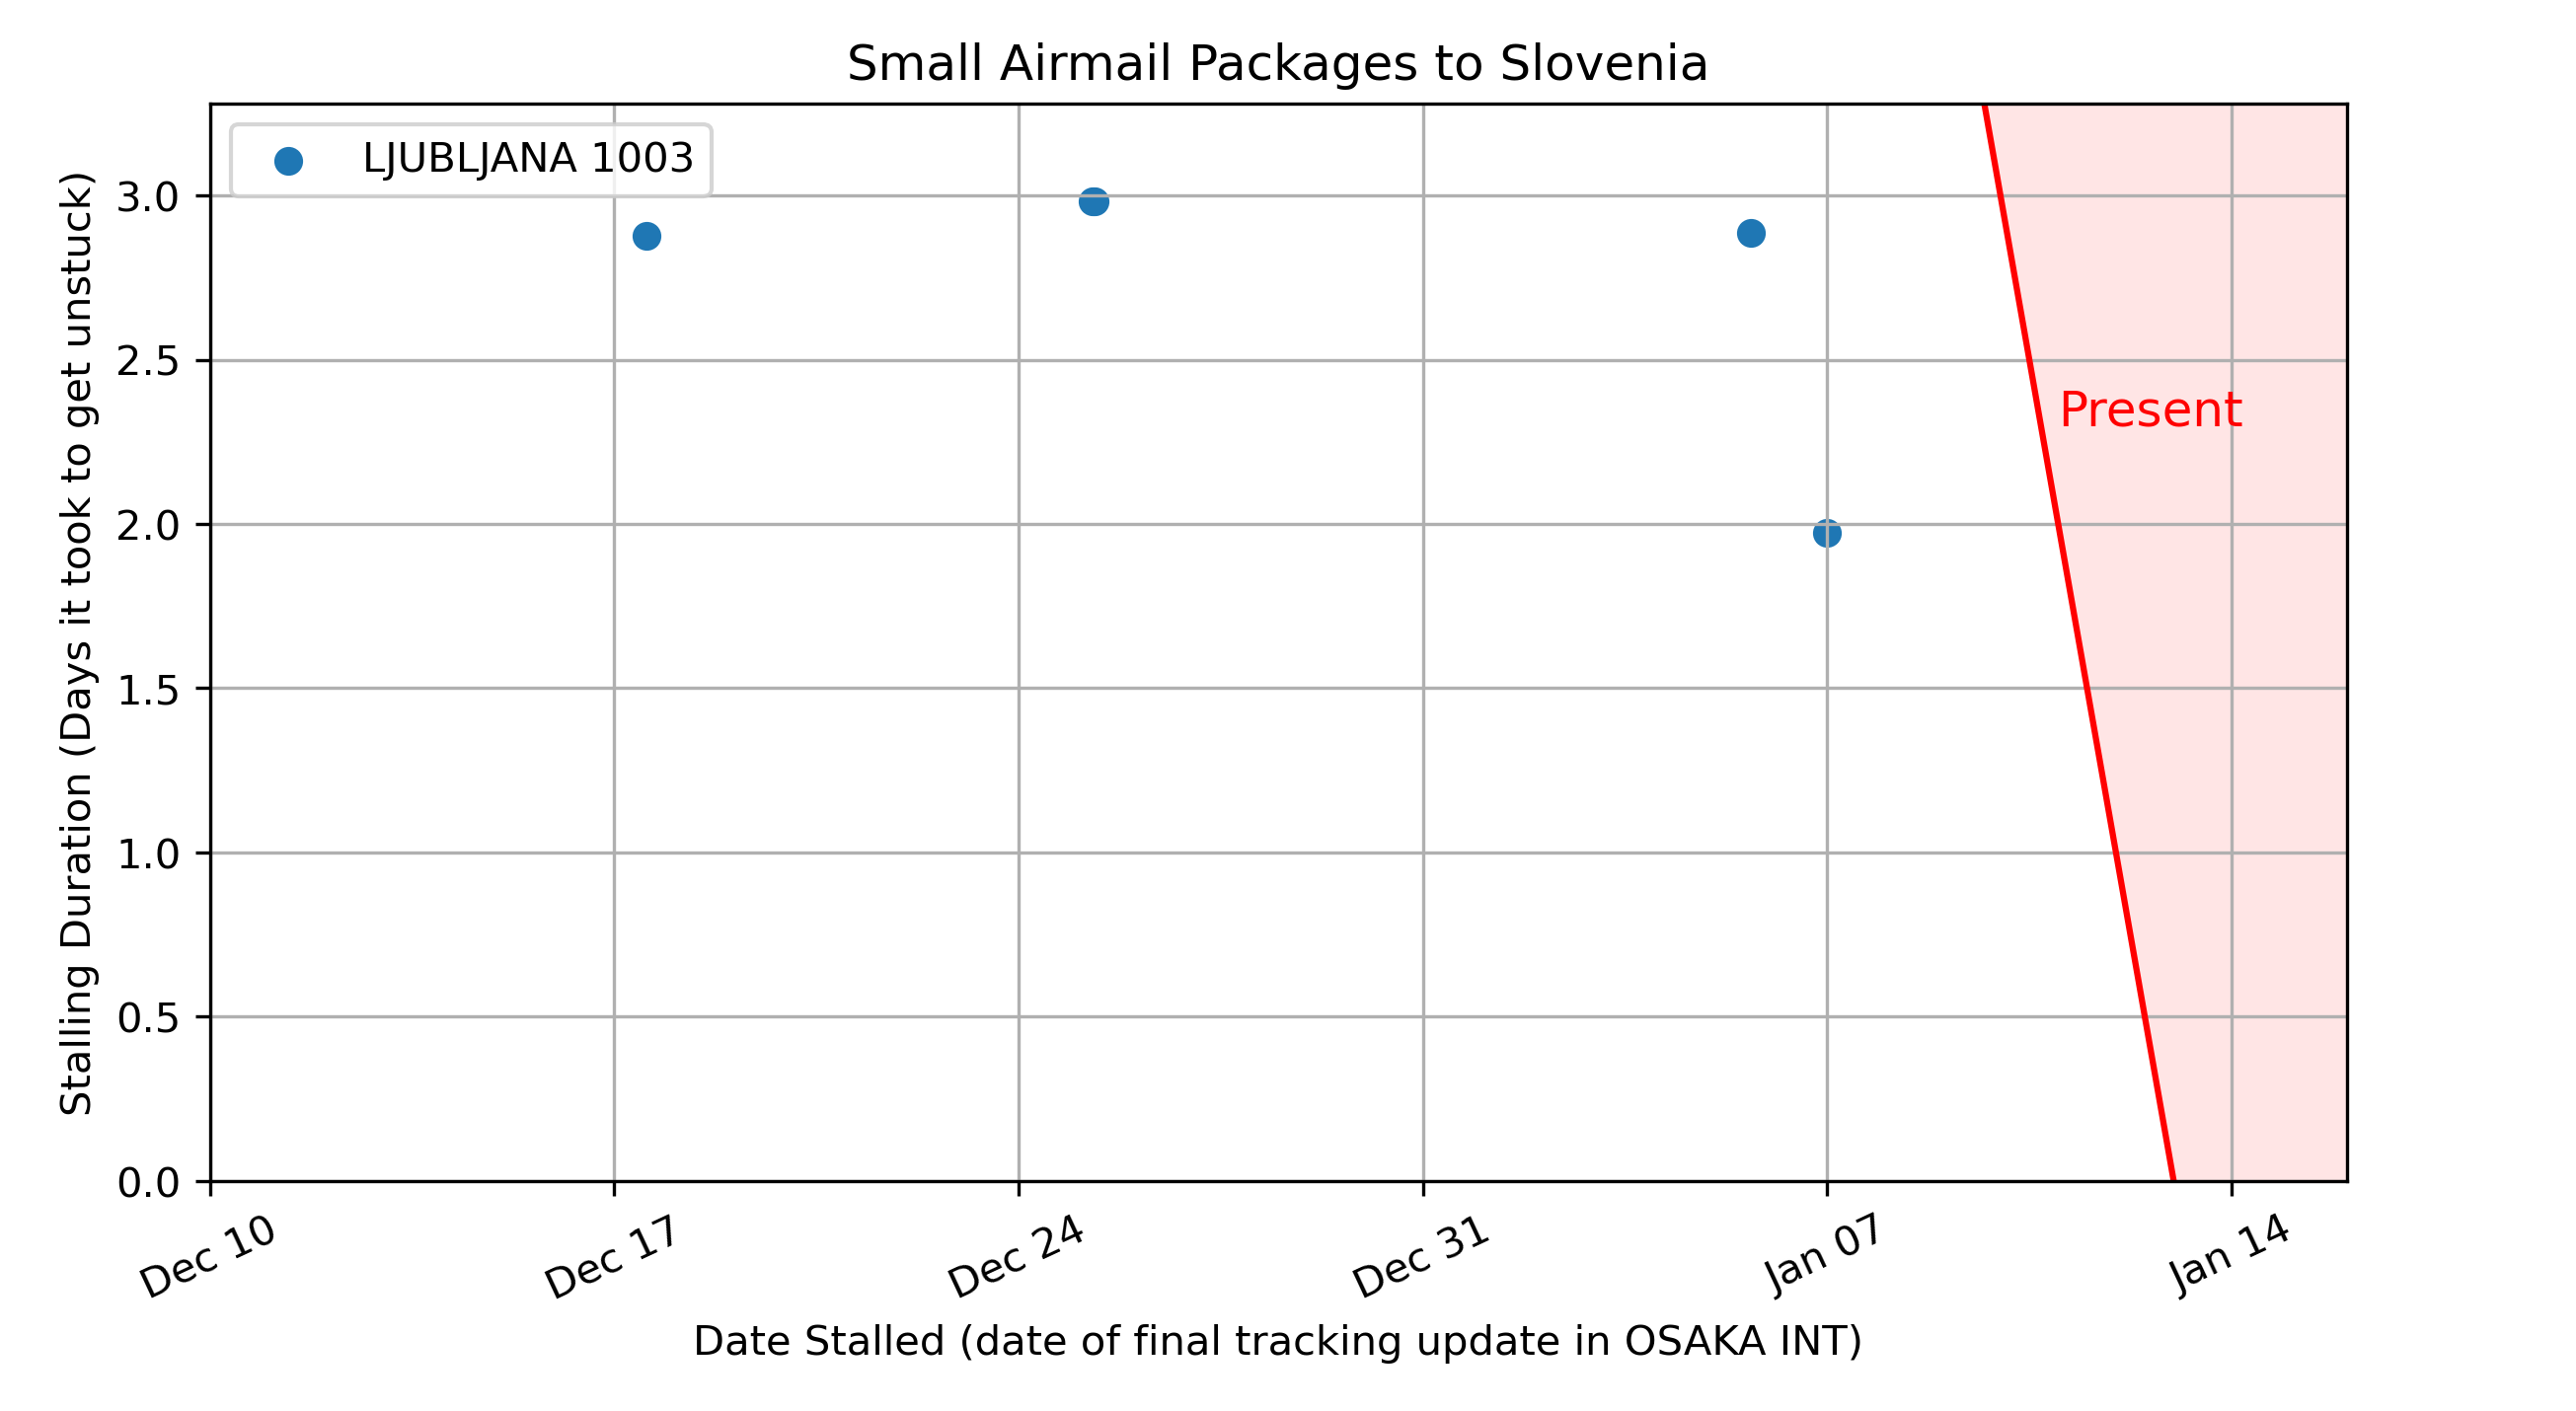 Small Airmail Packages to Slovenia
LJUBLJANA 1003
Stalling Duration (Days it took to get unstuck)
3.0
2.5
2.0
1.5
1.0
0.5
0.0
Present
Dec 10
Dec 17
Dec 24
Dec 31
Jan 07
Jan 14
Date Stalled (date of final tracking update in OSAKA INT)